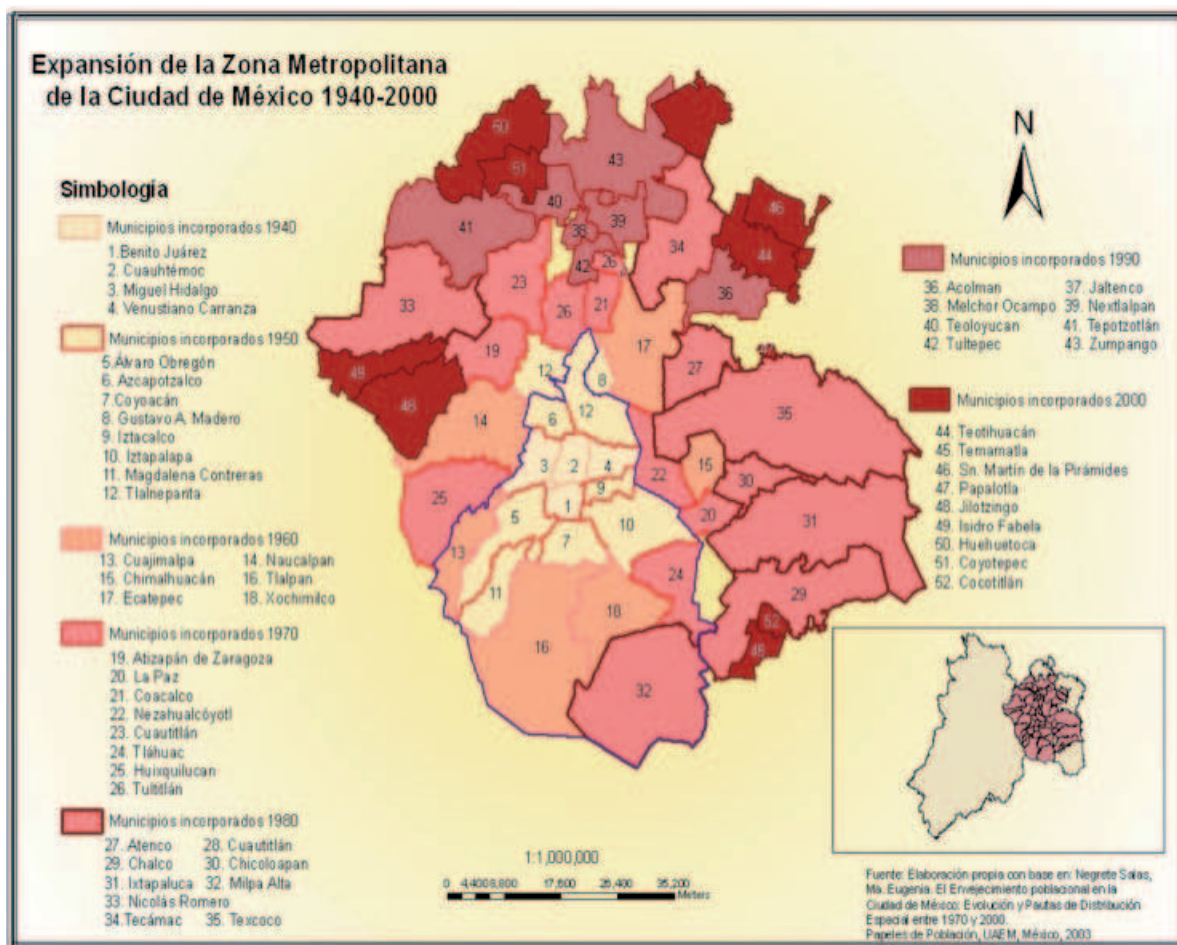 Expansión de la Zona Metropolitana
de la Ciudad de México 1940-2000
Simbología
Municipios incorporados 1940
1.Benito Juárez
2. Cuauhtémoc
3. Miguel Hidalgo
4. Venustiano Carranza
Municipios incorporados 1950
5.Álvaro Obregón
6. Azcapotzalco
7.Coyoacán
8. Gustavo A. Madero
9. Iztacalco
10. Iztapalapa
11. Magdalena Contreras
12. Tlalnepanta
Municipios incorporados 1960
13. Cuajimalpa 14. Naucalpan
15. Chimalhuacán 16. Tlalpan
17. Ecatepec 18. Xochimilco
Municipios incorporados 1970
19. Atizapán de Zaragoza
20. La Paz
21. Coacalco
22. Nezahualcóyotl
23. Cuautitlán
24. Tláhuac
25. Huixquilucan
26. Tultitlán
Municipios incorporados 1980
27. Atenco 28. Cuautitlán
29. Chalco 30. Chicoloapan
31. Ixtapaluca 32. Milpa Alta
33. Nicolás Romero
34.Tecámac 35. Texcoco
N
Municipios incorporados 1990
36. Acolman 37. Jaltenco
38. Melchor Ocampo 39. Nextlalpan
40. Teoloyucan 41. Tepotzotlán
42. Tultepec 43. Zumpango
Municipios incorporados 2000
44. Teotihuacán
45. Temamatla
46. Sn. Martín de la Pirámides
47. Papalotla
48. Jilotzingo
49. Isidro Fabela
50. Huehuetoca
51. Coyotepec
52. Cocotitlán
50
51
43
40
41
39
38
42
26
34
46
44
36
33
23
26
21
17
19
12
8
27
49
48
14
6
12
35
3
2
4
22
15
30
25
9
1
20
31
5
10
7
13
24
11
18
29
16
52
32
1:1,000,000
0 4,400 8,800 17,600 26,400 35,200
Meters
Fuente: Elaboración propia con base en: Negrete Salas,
Ma. Eugenia. El Envejecimiento poblacional en la
Ciudad de México: Evolución y Pautas de Distribución
Espacial entre 1970 y 2000.
Papeles de Población, UAEM, México, 2003